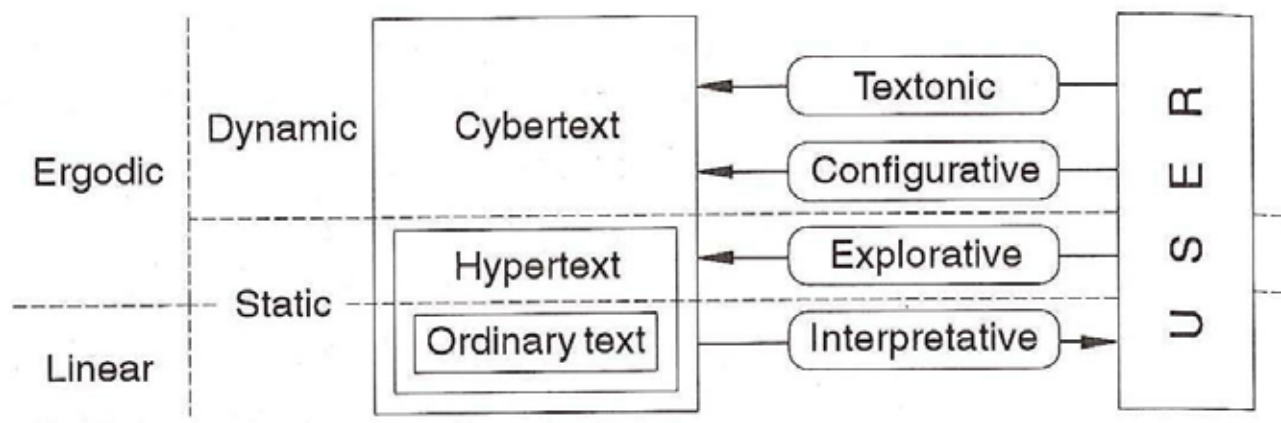 Ergodic
Linear
Dynamic
Static
Cybertext
Hypertext
Ordinary text
Textonic
Configurative
Explorative
Interpretative
USER